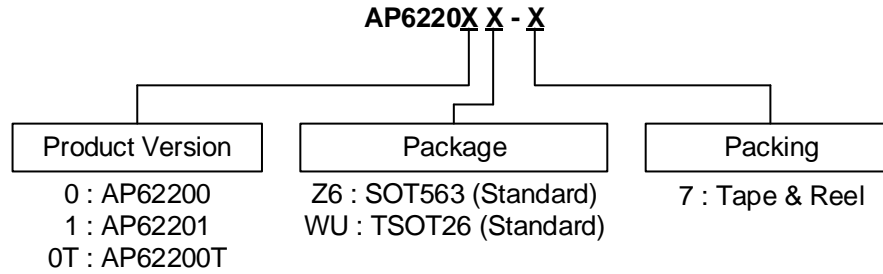 AP6220X X - X
Product Version
0 : AP62200
1 : AP62201
0T : AP62200T
Package
Z6 : SOT563 (Standard)
WU : TSOT26 (Standard)
Packing
7 : Tape & Reel